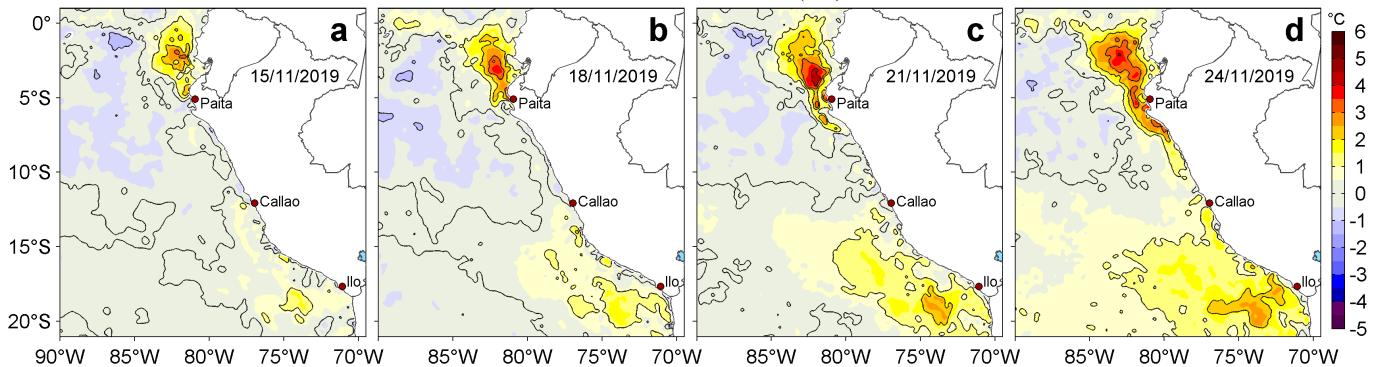 a b c d
°C
0° 5°S 10°S 15°S 20°S
15/11/2019 18/11/2019 21/11/2019 24/11/2019
Paita Paita Paita Paita
Callao Callao Callao Callao
Ilo Ilo Ilo Ilo
90°W 85°W 80°W 75°W 70°W 85°W 80°W 75°W 70°W 85°W 80°W 75°W 70°W 85°W 80°W 75°W 70°W
6
5
4
3
2
1
0
-1
-2
-3
-4
-5